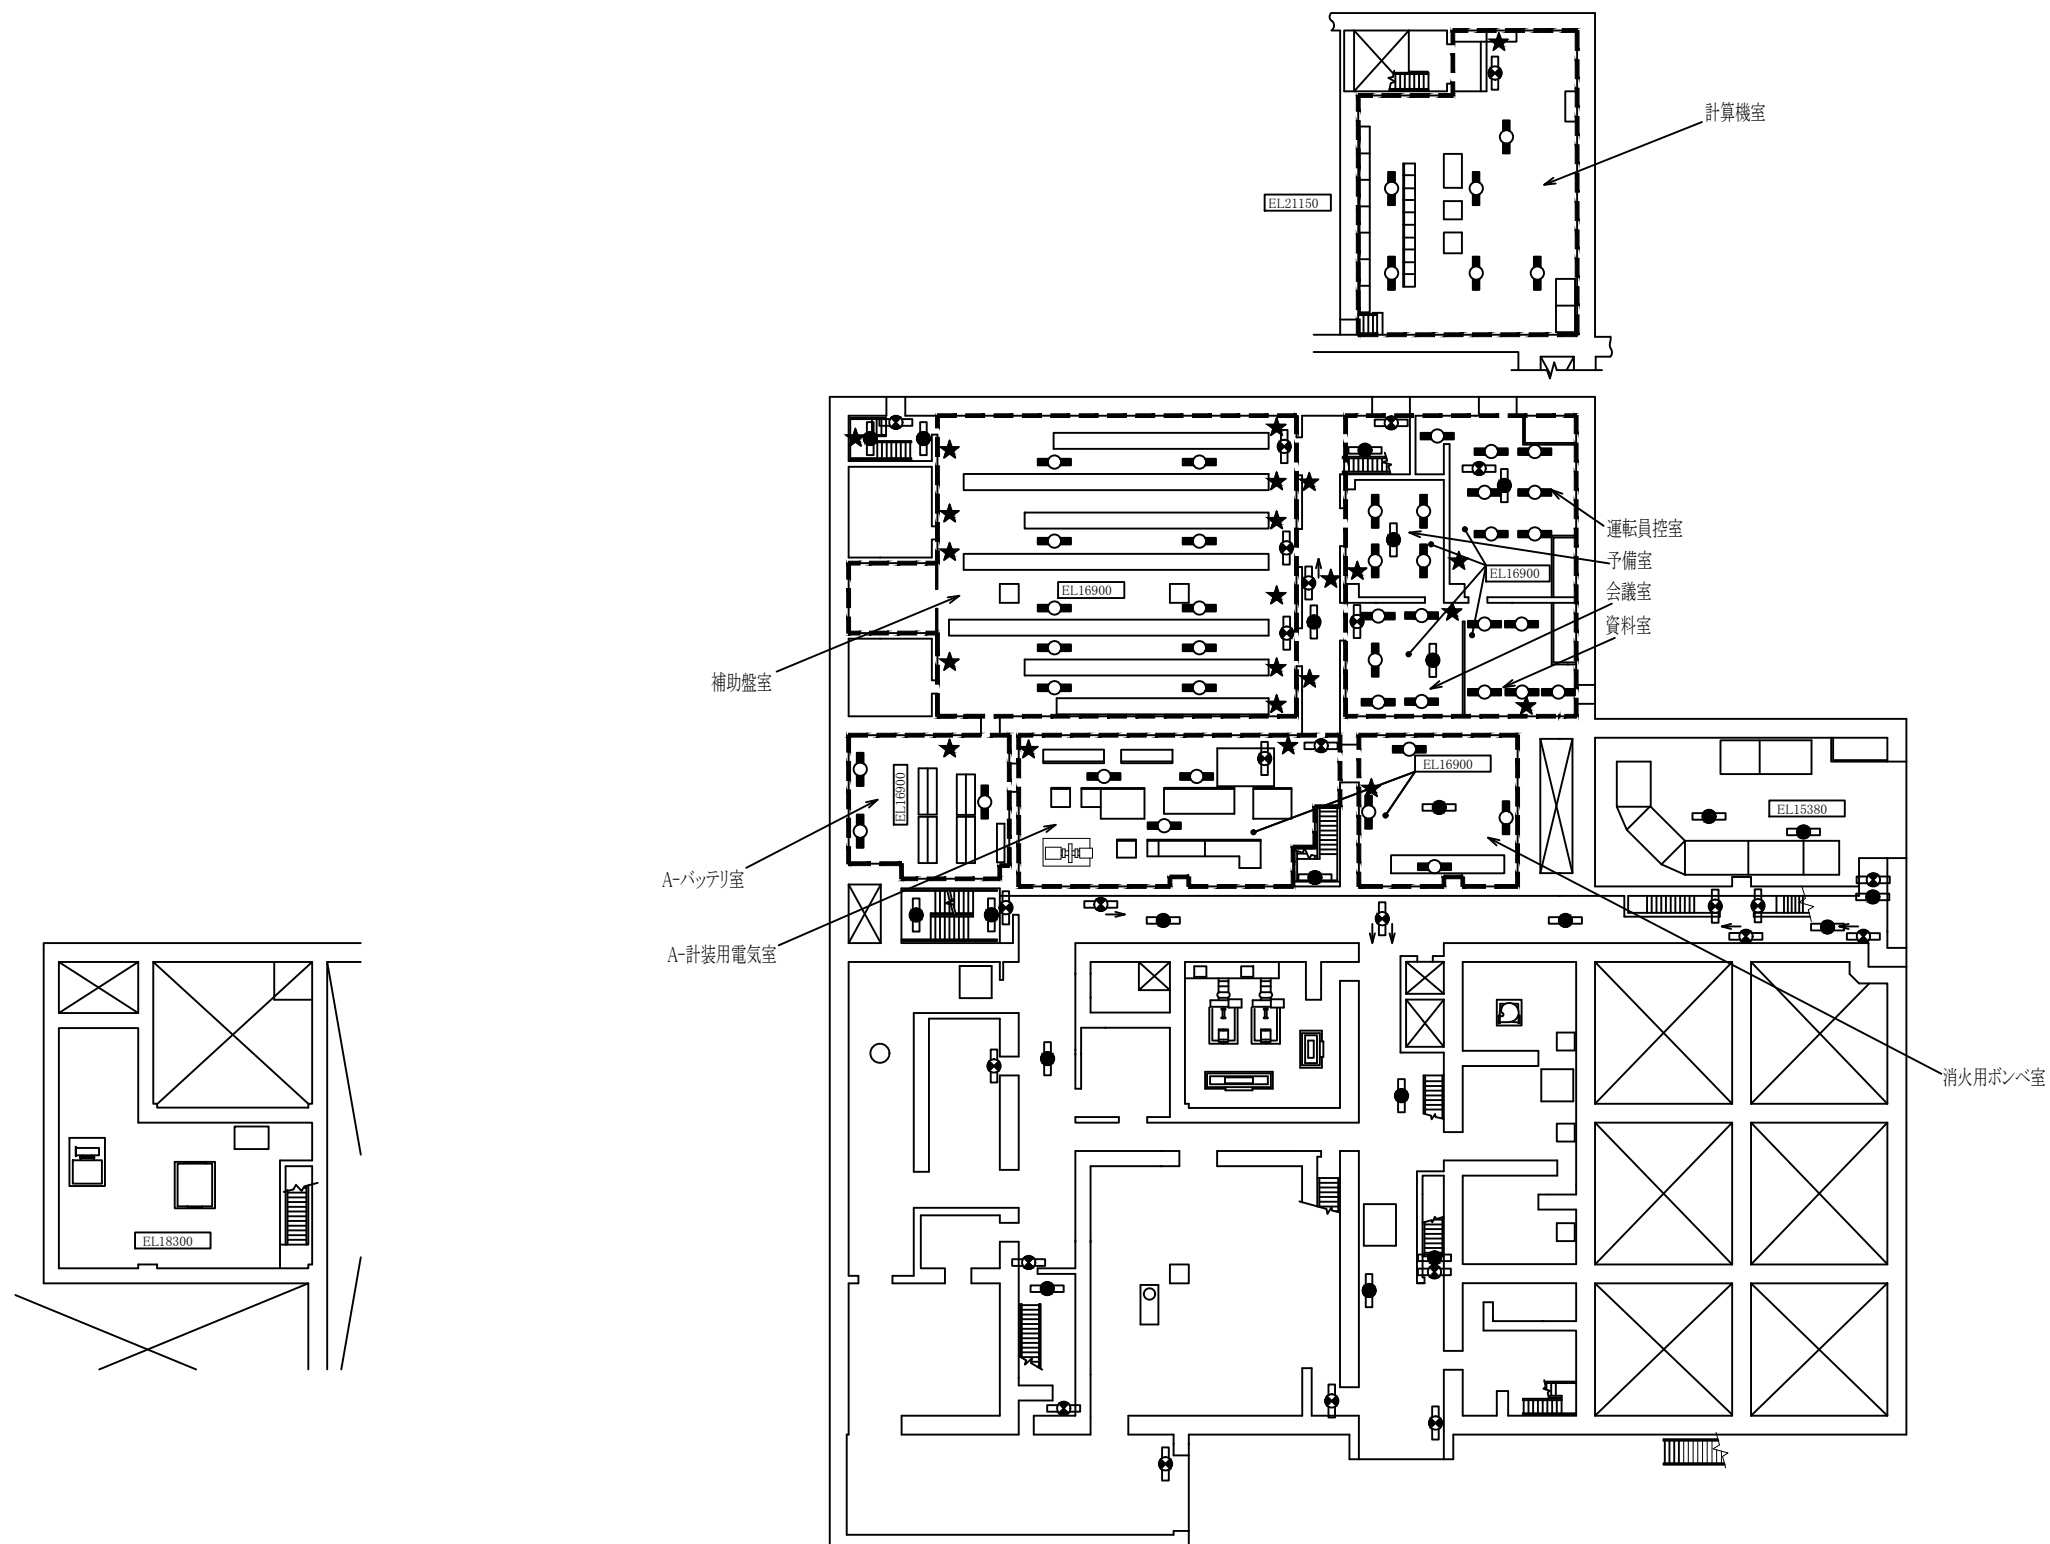 計算機室
EL21150
運転員控室
予備室
EL16900
会議室
EL16900
資料室
補助盤室
EL16900
EL16900
EL15380
A-バッテリ室
A-計装用電気室
消火用ボンベ室
EL18300